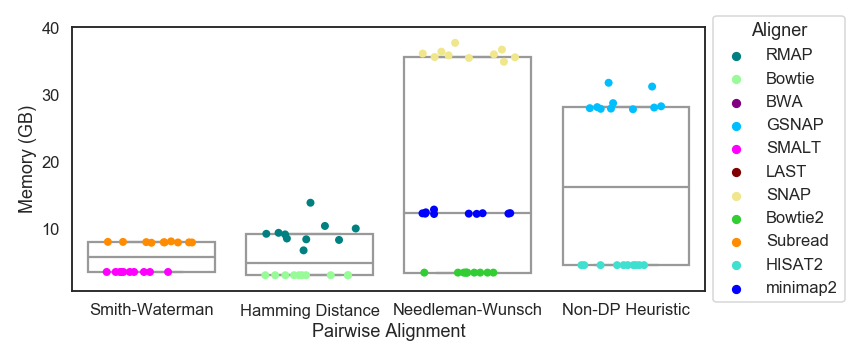 40
30
20
10
Memory (GB)
Smith-Waterman
Hamming Distance
Needleman-Wunsch
Non-DP Heuristic
Pairwise Alignment
Aligner
RMAP
Bowtie
BWA
GSNAP
SMALT
LAST
SNAP
Bowtie2
Subread
HISAT2
minimap2